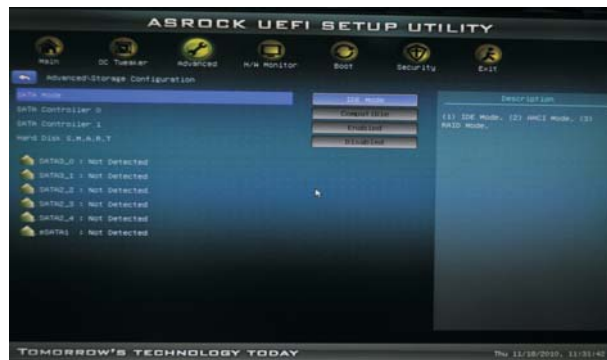 ASROCK UEFI SETUP UTILITY
Main OC Tweaker Advanced H/W Monitor Boot Security Exit
Advanced\Storage Configuration
SATA Mode IDE Mode
SATA Controller 0 Compatible
SATA Controller 1 Enabled
Hard Disk S.M.A.R.T Disabled
SATA3_0 : Not Detected
SATA3_1 : Not Detected
SATA2_2 : Not Detected
SATA2_3 : Not Detected
SATA2_4 : Not Detected
eSATA1 : Not Detected
Description
(1) IDE Mode. (2) AHCI Mode. (3)
RAID Mode.
TOMORROW'S TECHNOLOGY TODAY
Thu 11/18/2010, 11:31:42